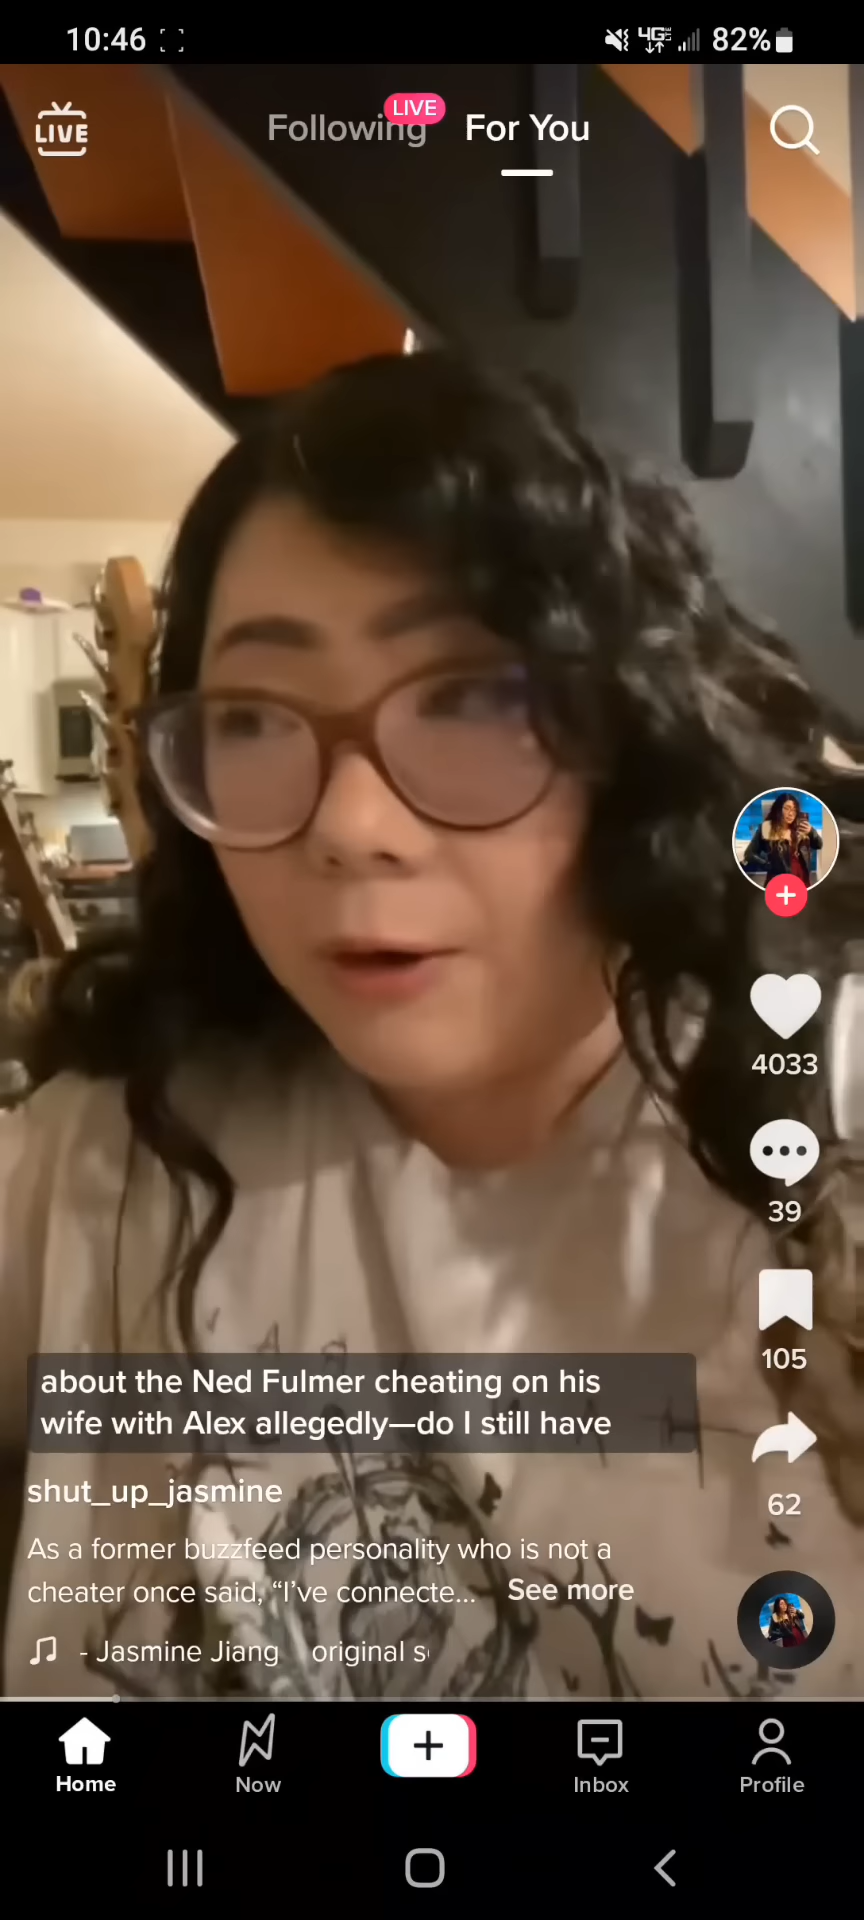 10:46
4G LTE
82%
LIVE
Following
LIVE
For You
4033
39
105
62
about the Ned Fulmer cheating on his
wife with Alex allegedly—do I still have
shut_up_jasmine
As a former buzzfeed personality who is not a
cheater once said, “I’ve connecte... See more
- Jasmine Jiang original s
Home
Now
Inbox
Profile